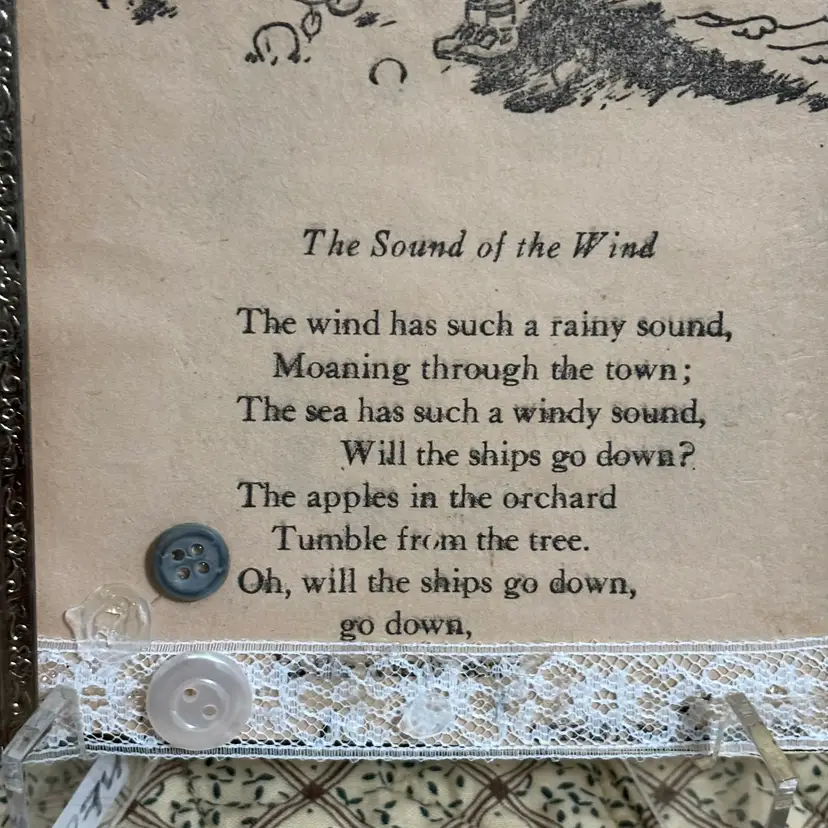 The Sound of the Wind
The wind has such a rainy sound,
Moaning through the town;
The sea has such a windy sound,
Will the ships go down?
The apples in the orchard
Tumble from the tree.
Oh, will the ships go down,
go down,